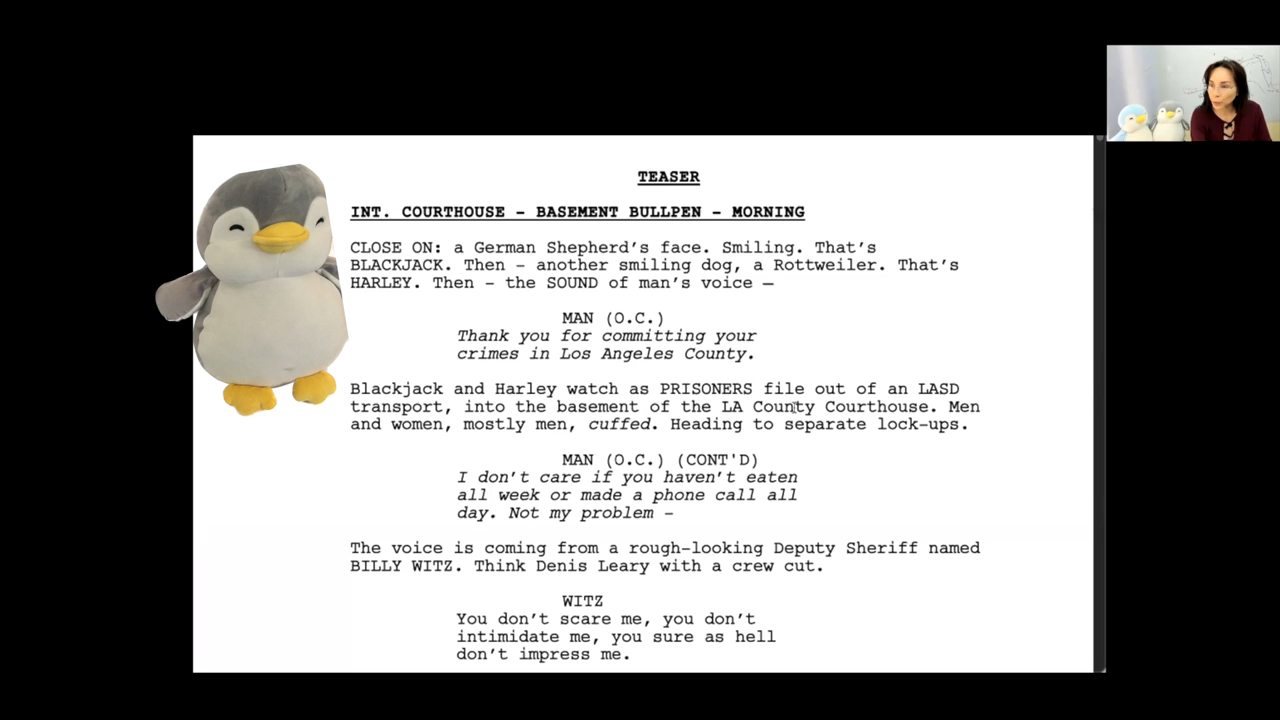 TEASER
INT. COURTHOUSE – BASEMENT BULLPEN – MORNING
CLOSE ON: a German Shepherd’s face. Smiling. That’s
BLACKJACK. Then – another smiling dog, a Rottweiler. That’s
HARLEY. Then – the SOUND of man’s voice —
MAN (O.C.)
Thank you for committing your
crimes in Los Angeles County.
Blackjack and Harley watch as PRISONERS file out of an LASD
transport, into the basement of the LA County Courthouse. Men
and women, mostly men, cuffed. Heading to separate lock-ups.
MAN (O.C.) (CONT'D)
I don’t care if you haven’t eaten
all week or made a phone call all
day. Not my problem –
The voice is coming from a rough-looking Deputy Sheriff named
BILLY WITZ. Think Denis Leary with a crew cut.
WITZ
You don’t scare me, you don’t
intimidate me, you sure as hell
don’t impress me.